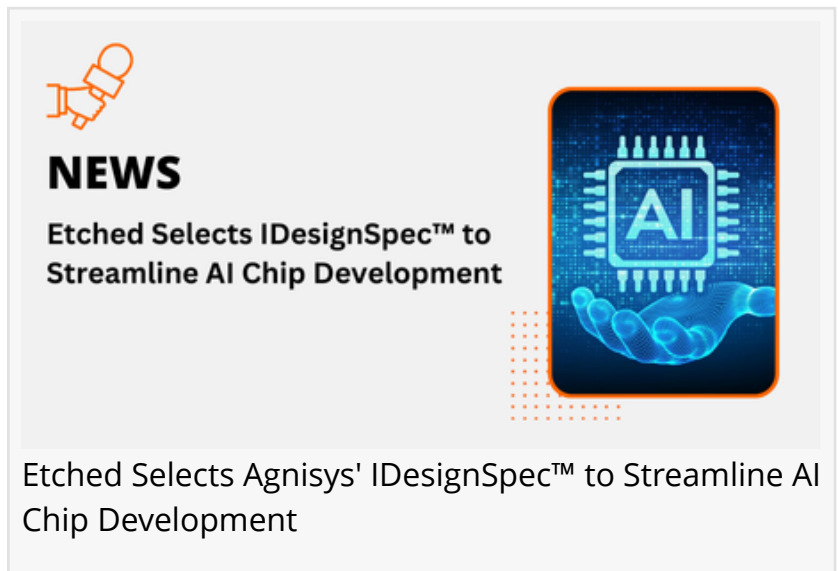 NEWS
Etched Selects IDesignSpec™ to
Streamline AI Chip Development
AI
Etched Selects Agnisys' IDesignSpec™ to Streamline AI
Chip Development